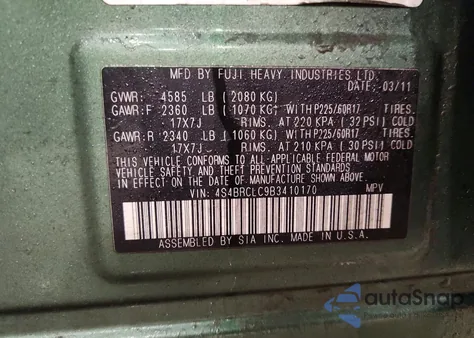 MFD BY FUJI HEAVY INDUSTRIES LTD.
DATE: 03/11
GVWR: 4585 LB ( 2080 KG)
GAWR:F 2360 LB ( 1070 KG) WITH P225/60R17 TIRES.
17X7J RIMS. AT 220 KPA ( 32 PSI) COLD
GAWR:R 2340 LB ( 1060 KG) WITH P225/60R17 TIRES.
17X7J RIMS. AT 210 KPA ( 30 PSI) COLD
THIS VEHICLE CONFORMS TO ALL APPLICABLE FEDERAL MOTOR
VEHICLE SAFETY AND THEFT PREVENTION STANDARDS
IN EFFECT ON THE DATE OF MANUFACTURE SHOWN ABOVE.
VIN: 4S4BRCLC9B3410170 MPV
ASSEMBLED BY SIA INC. MADE IN U.S.A.
autoSnap